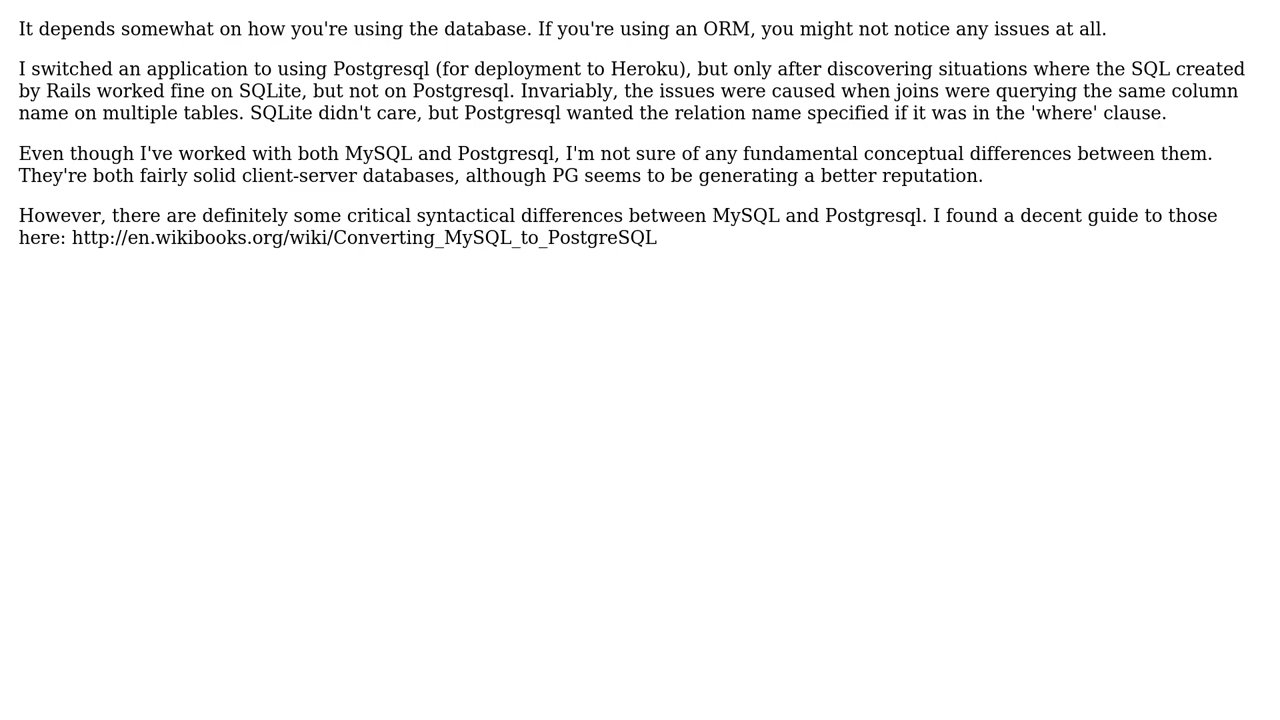 It depends somewhat on how you're using the database. If you're using an ORM, you might not notice any issues at all.
I switched an application to using Postgresql (for deployment to Heroku), but only after discovering situations where the SQL created
by Rails worked fine on SQLite, but not on Postgresql. Invariably, the issues were caused when joins were querying the same column
name on multiple tables. SQLite didn't care, but Postgresql wanted the relation name specified if it was in the 'where' clause.
Even though I've worked with both MySQL and Postgresql, I'm not sure of any fundamental conceptual differences between them.
They're both fairly solid client-server databases, although PG seems to be generating a better reputation.
However, there are definitely some critical syntactical differences between MySQL and Postgresql. I found a decent guide to those
here: http://en.wikibooks.org/wiki/Converting_MySQL_to_PostgreSQL